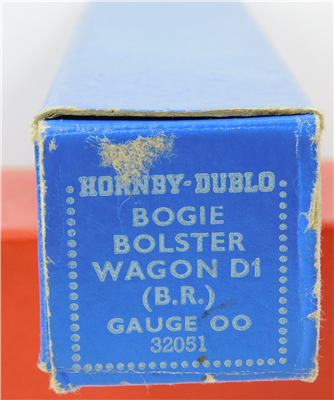 HORNBY-DUBLO
BOGIE
BOLSTER
WAGON D1
(B.R.)
GAUGE OO
32051